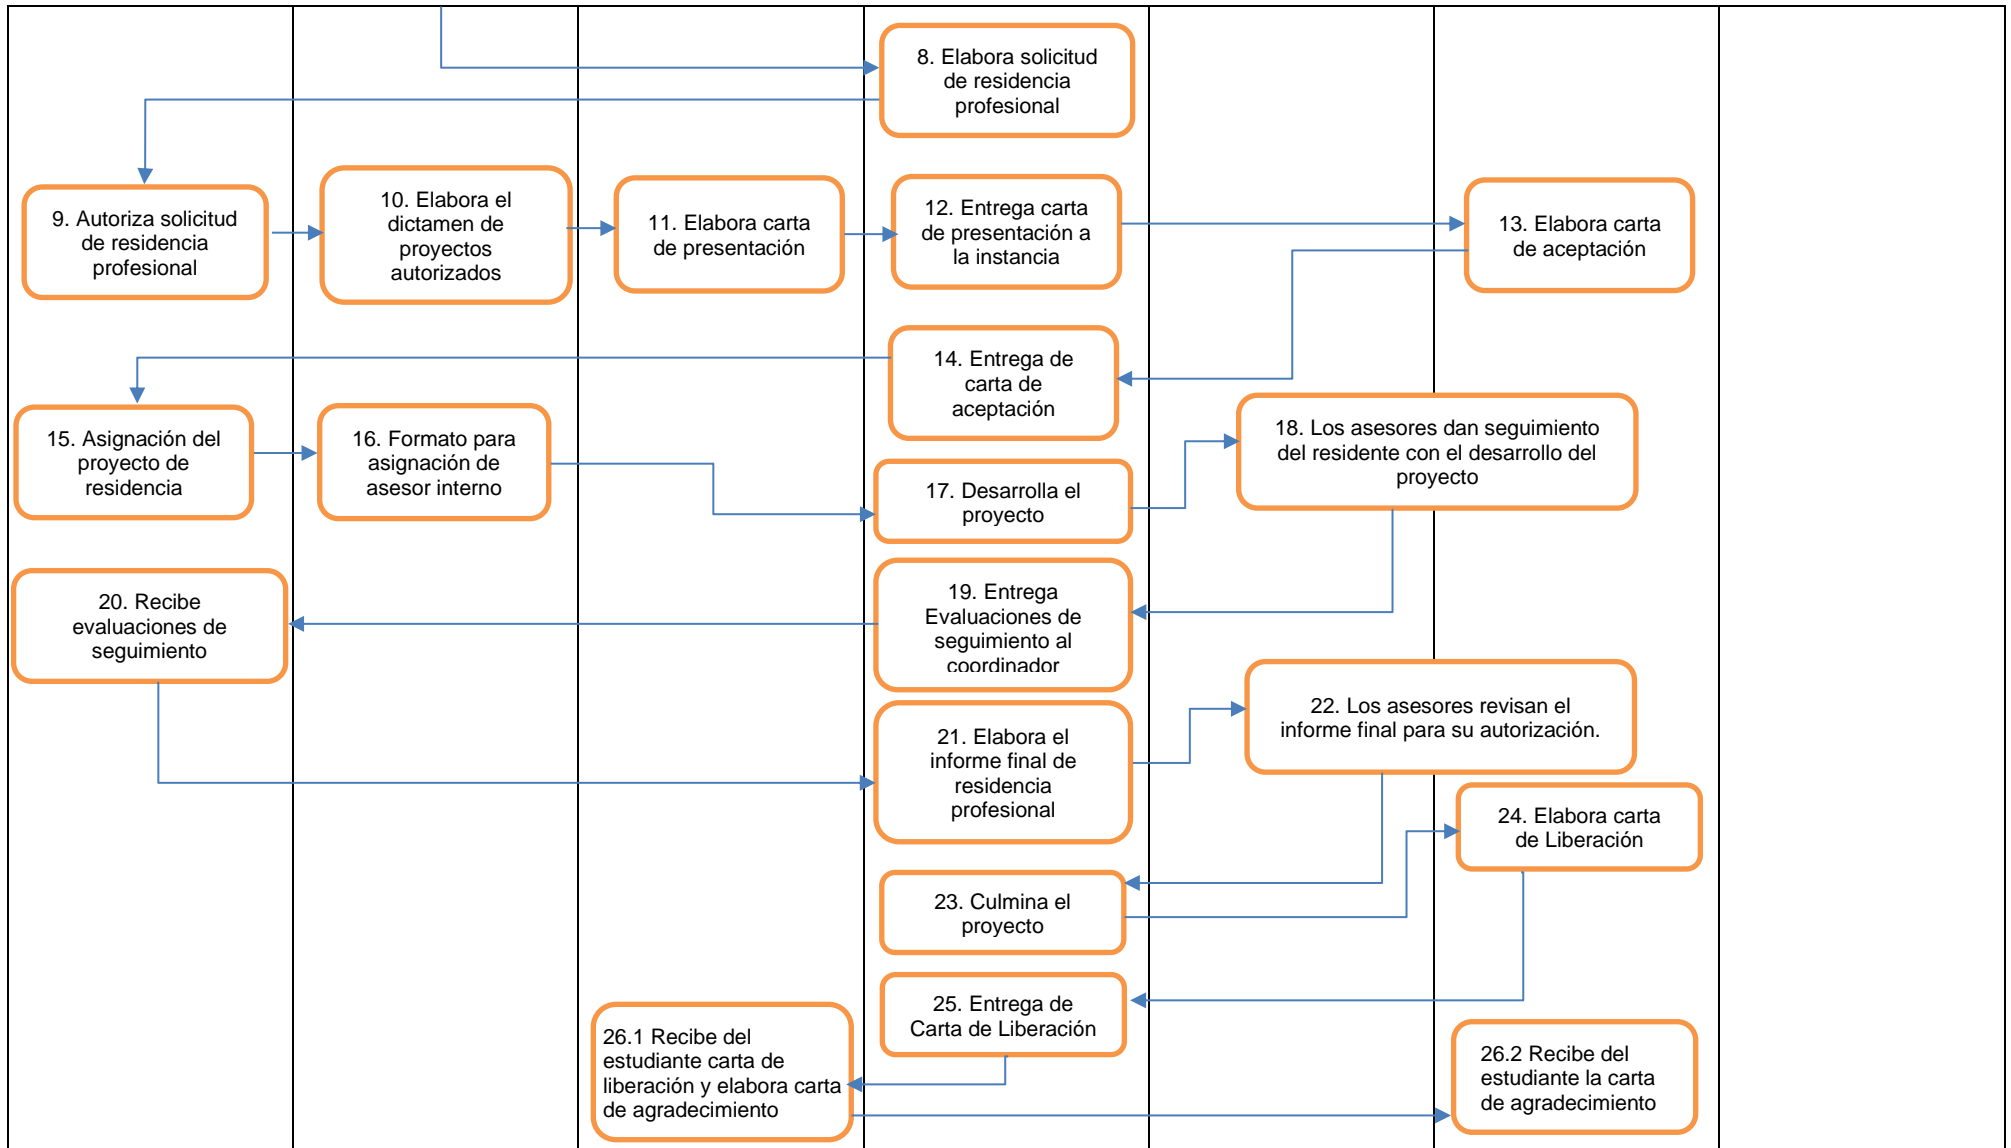 8. Elabora solicitud
de residencia
profesional
9. Autoriza solicitud
de residencia
profesional
10. Elabora el
dictamen de
proyectos
autorizados
11. Elabora carta
de presentación
12. Entrega carta
de presentación a
la instancia
13. Elabora carta
de aceptación
14. Entrega de
carta de
aceptación
15. Asignación del
proyecto de
residencia
16. Formato para
asignación de
asesor interno
17. Desarrolla el
proyecto
18. Los asesores dan seguimiento
del residente con el desarrollo del
proyecto
19. Entrega
Evaluaciones de
seguimiento al
coordinador
20. Recibe
evaluaciones de
seguimiento
21. Elabora el
informe final de
residencia
profesional
22. Los asesores revisan el
informe final para su autorización.
23. Culmina el
proyecto
24. Elabora carta
de Liberación
25. Entrega de
Carta de Liberación
26.1 Recibe del
estudiante carta de
liberación y elabora carta
de agradecimiento
26.2 Recibe del
estudiante la carta
de agradecimiento